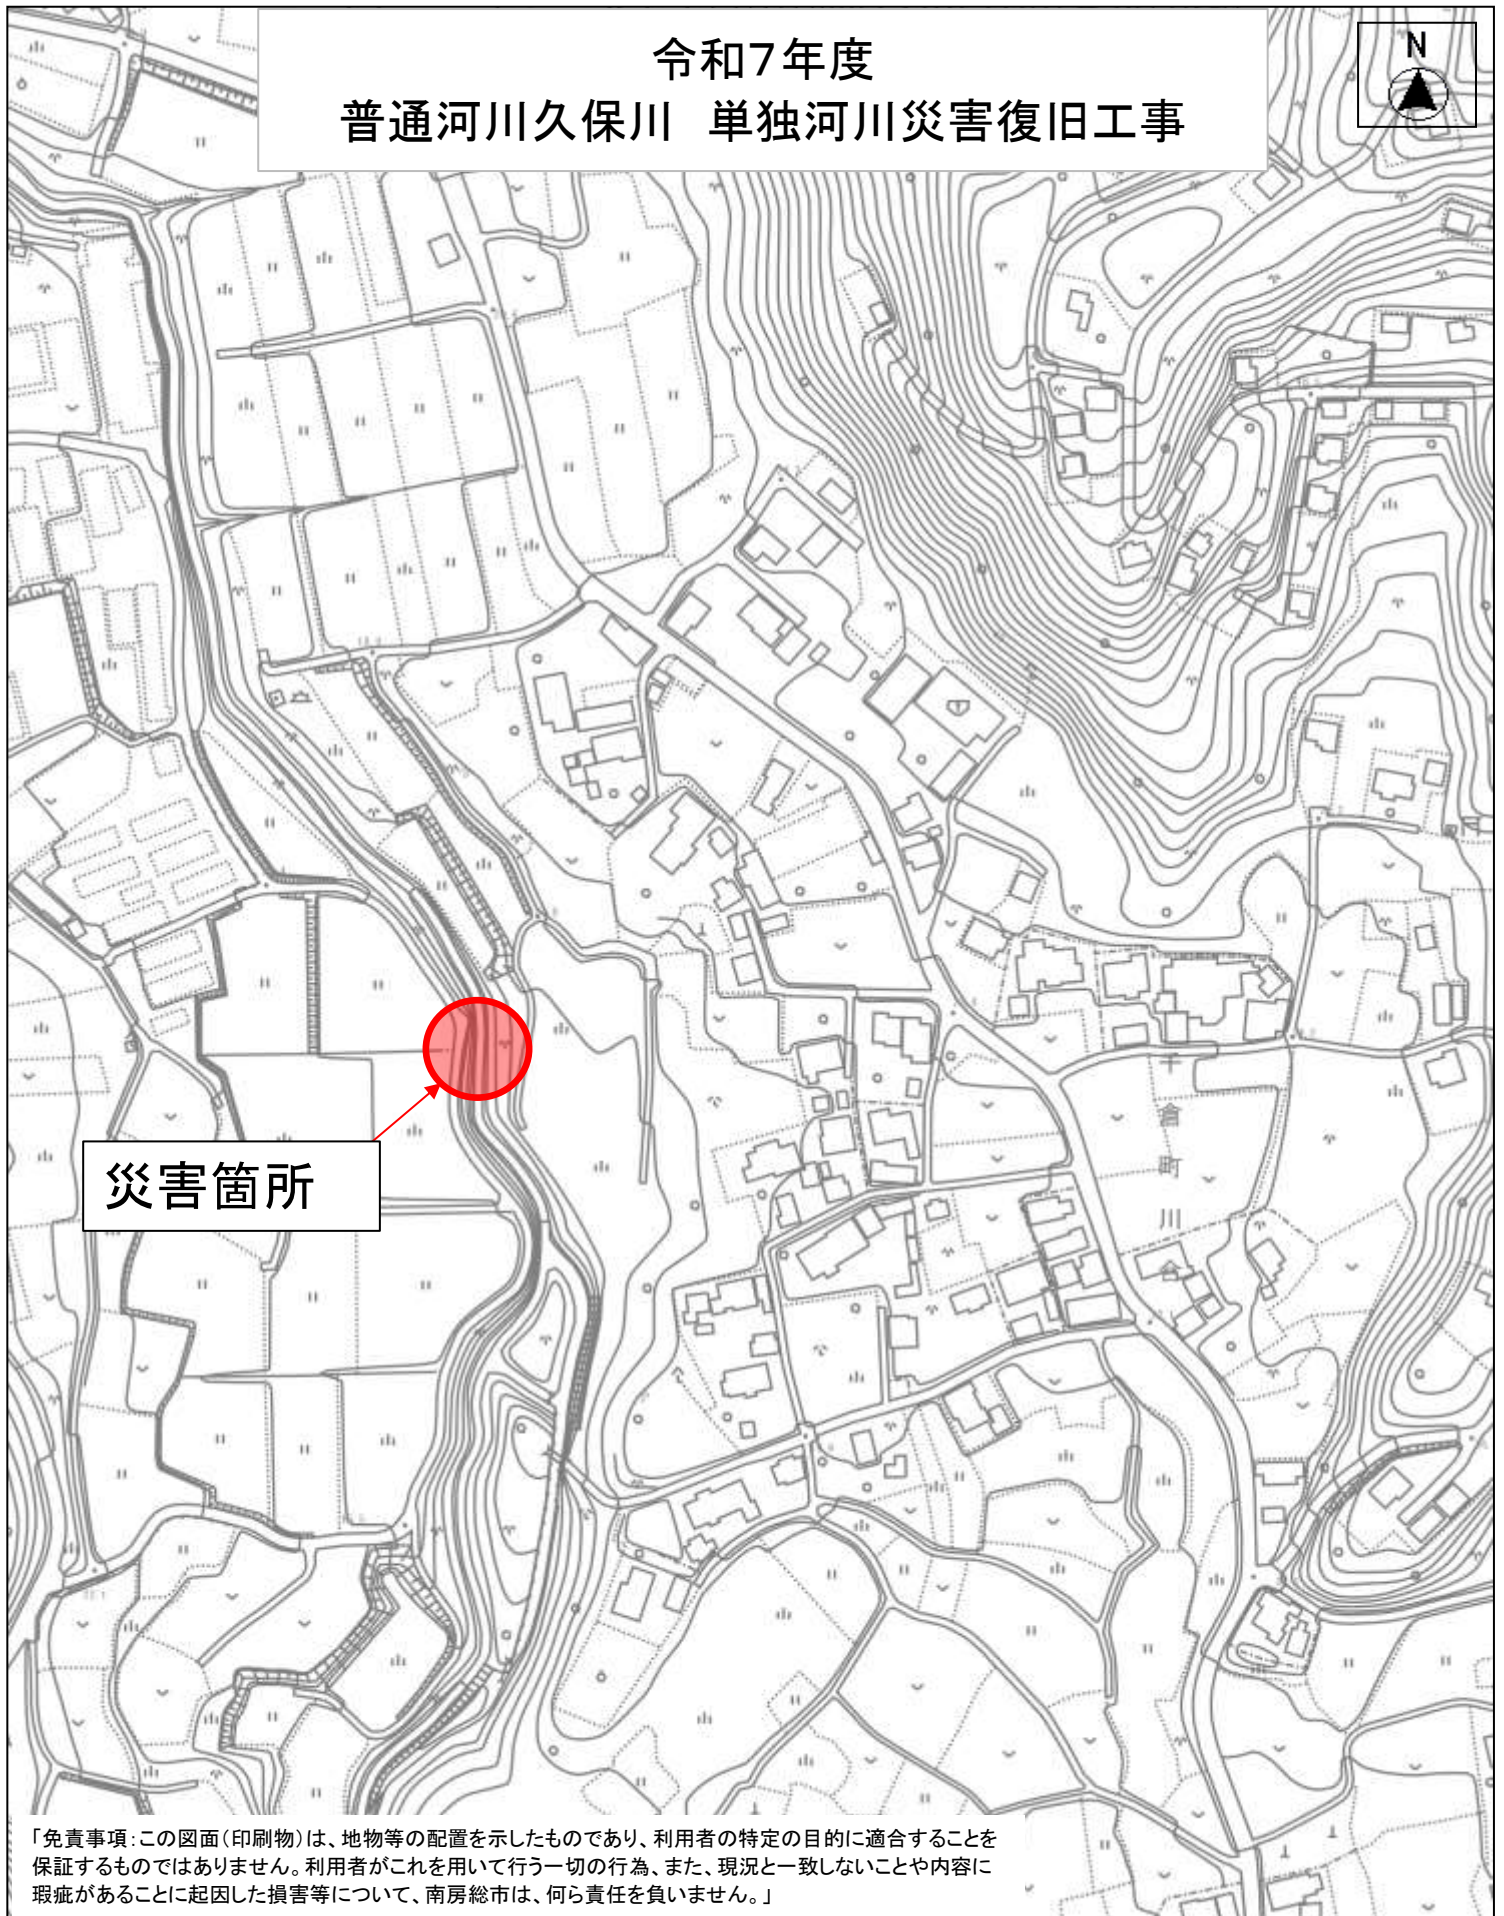 令和7年度
普通河川久保川　単独河川災害復旧工事
N
千
倉
町
川
合
災害箇所
「免責事項：この図面（印刷物）は、地物等の配置を示したものであり、利用者の特定の目的に適合することを
保証するものではありません。利用者がこれを用いて行う一切の行為、また、現況と一致しないことや内容に
瑕疵があることに起因した損害等について、南房総市は、何ら責任を負いません。」